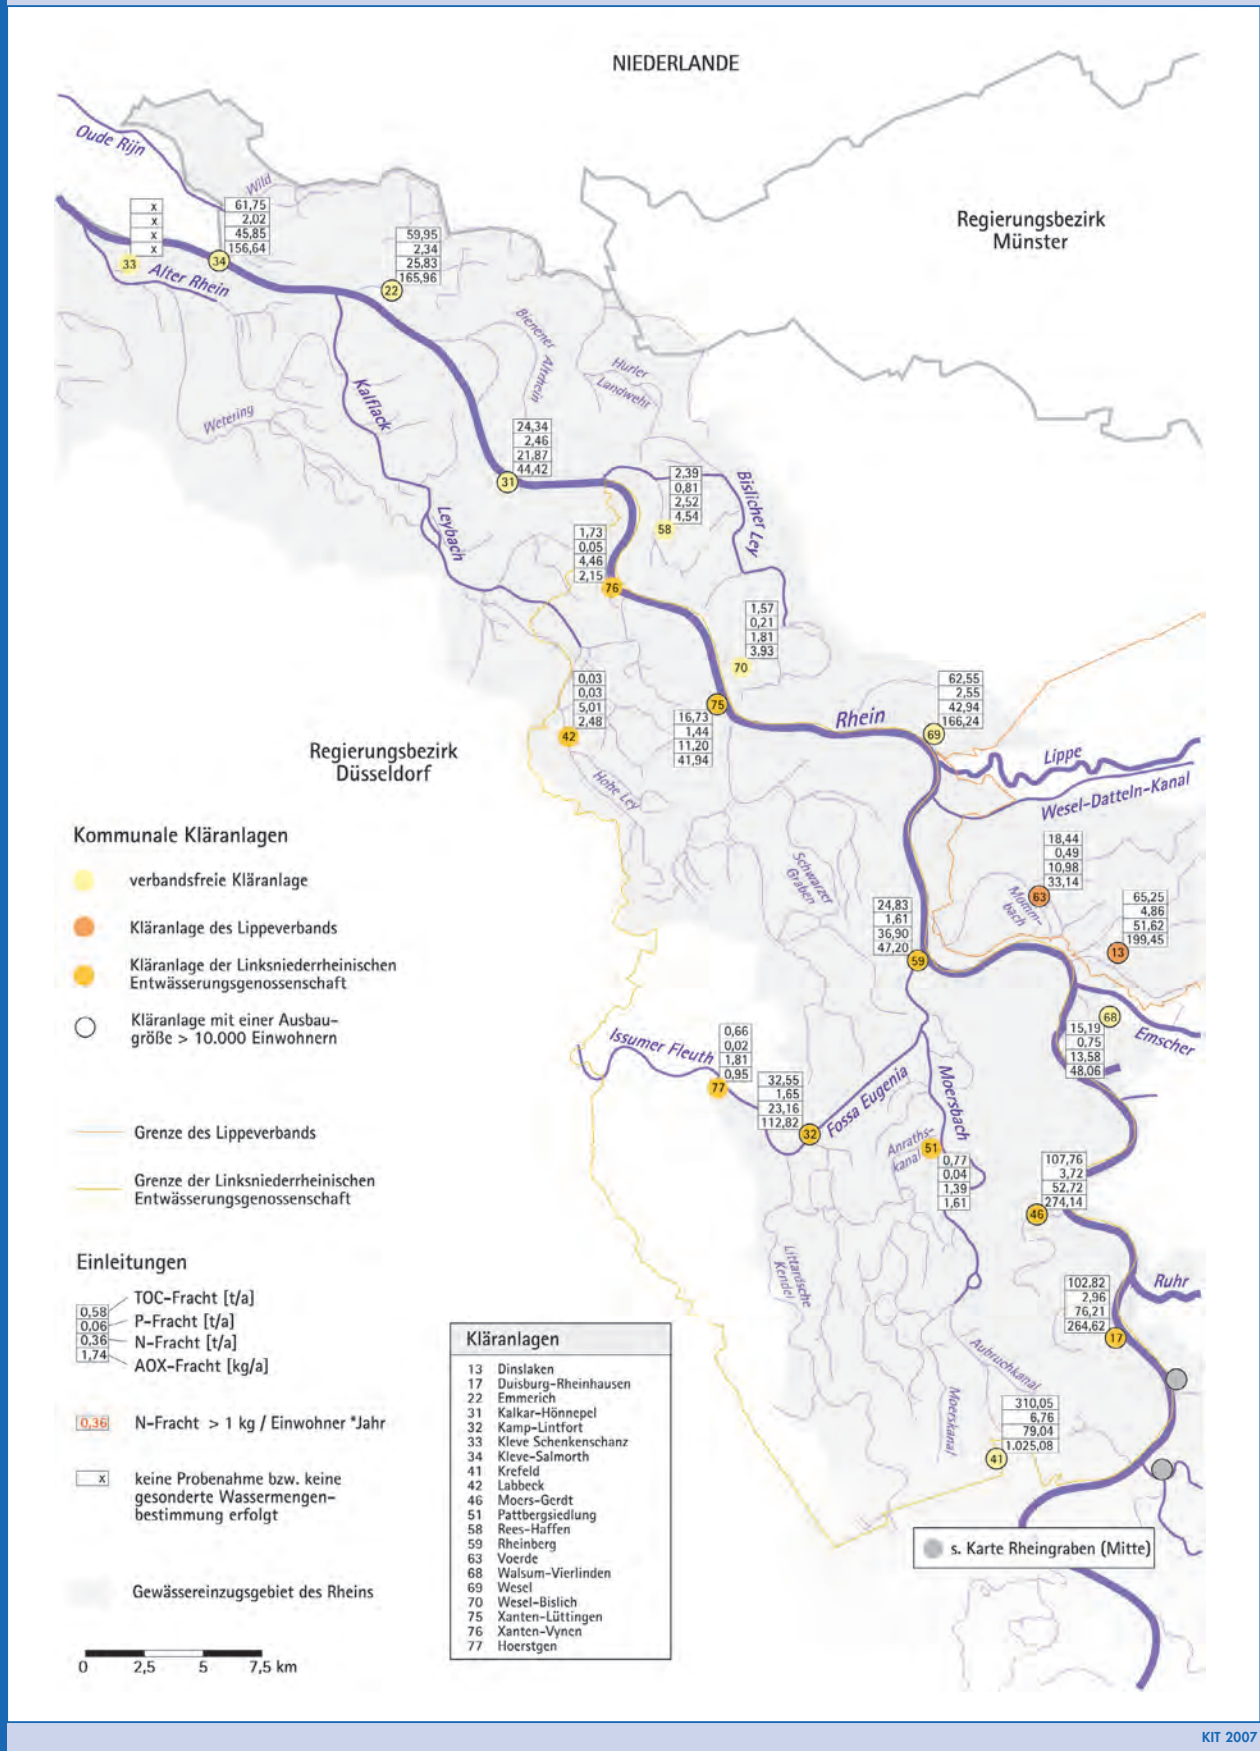 NIEDERLANDE
Oude Rijn
Wild
x
x
x
x
33
Alter Rhein
61,75
2,02
45,85
156,64
34
59,95
2,34
25,83
165,96
22
Regierungsbezirk
Münster
Bienener Altrhein
Hurler
Landwehr
Kalflack
Wetering
24,34
2,46
21,87
44,42
31
2,39
0,81
2,52
4,54
58
Bislicher Ley
Leybach
1,73
0,05
4,46
2,15
76
1,57
0,21
1,81
3,93
70
0,03
0,03
5,01
2,48
42
16,73
1,44
11,20
41,94
75
Rhein
62,55
2,55
42,94
166,24
69
Lippe
Wesel-Datteln-Kanal
Regierungsbezirk
Düsseldorf
Hohe Ley
Schwarzer
Graben
18,44
0,49
10,98
33,14
63
Momm-
bach
65,25
4,86
51,62
199,45
13
24,83
1,61
36,90
47,20
59
68
Emscher
15,19
0,75
13,58
48,06
Issumer Fleuth
0,66
0,02
1,81
0,95
77
32,55
1,65
23,16
112,82
32
Fossa Eugenia
Moersbach
Anraths-
kanal
51
0,77
0,04
1,39
1,61
107,76
3,72
52,72
274,14
46
Littardsche
Kendel
Ruhr
102,82
2,96
76,21
264,62
17
Aubruchkanal
Moerskanal
310,05
6,76
79,04
1.025,08
41
s. Karte Rheingraben (Mitte)
Kommunale Kläranlagen
verbandsfreie Kläranlage
Kläranlage des Lippeverbands
Kläranlage der Linksniederrheinischen
Entwässerungsgenossenschaft
Kläranlage mit einer Ausbau-
größe > 10.000 Einwohnern
Grenze des Lippeverbands
Grenze der Linksniederrheinischen
Entwässerungsgenossenschaft
Einleitungen
0,58 TOC-Fracht [t/a]
0,06 P-Fracht [t/a]
0,36 N-Fracht [t/a]
1,74 AOX-Fracht [kg/a]
0,36 N-Fracht > 1 kg / Einwohner *Jahr
x keine Probenahme bzw. keine
gesonderte Wassermengen-
bestimmung erfolgt
Gewässereinzugsgebiet des Rheins
0 2,5 5 7,5 km
Kläranlagen
13 Dinslaken
17 Duisburg-Rheinhausen
22 Emmerich
31 Kalkar-Hönnepel
32 Kamp-Lintfort
33 Kleve Schenkenschanz
34 Kleve-Salmorth
41 Krefeld
42 Labbeck
46 Moers-Gerdt
51 Pattbergsiedlung
58 Rees-Haffen
59 Rheinberg
63 Voerde
68 Walsum-Vierlinden
69 Wesel
70 Wesel-Bislich
75 Xanten-Lüttingen
76 Xanten-Vynen
77 Hoerstgen
KIT 2007